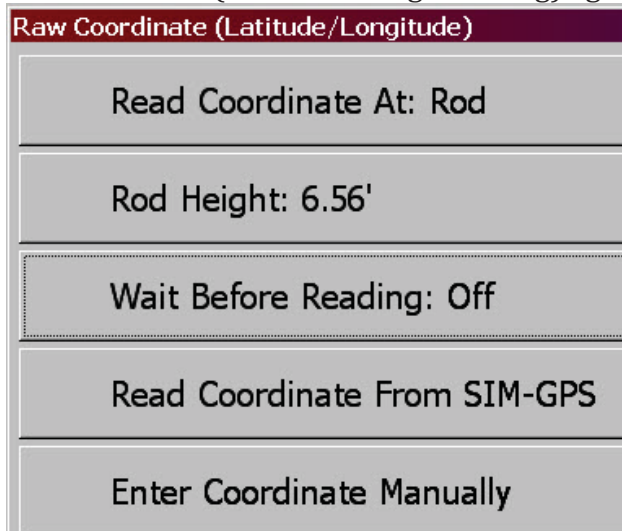 Raw Coordinate (Latitude/Longitude)
Read Coordinate At: Rod
Rod Height: 6.56'
Wait Before Reading: Off
Read Coordinate From SIM-GPS
Enter Coordinate Manually